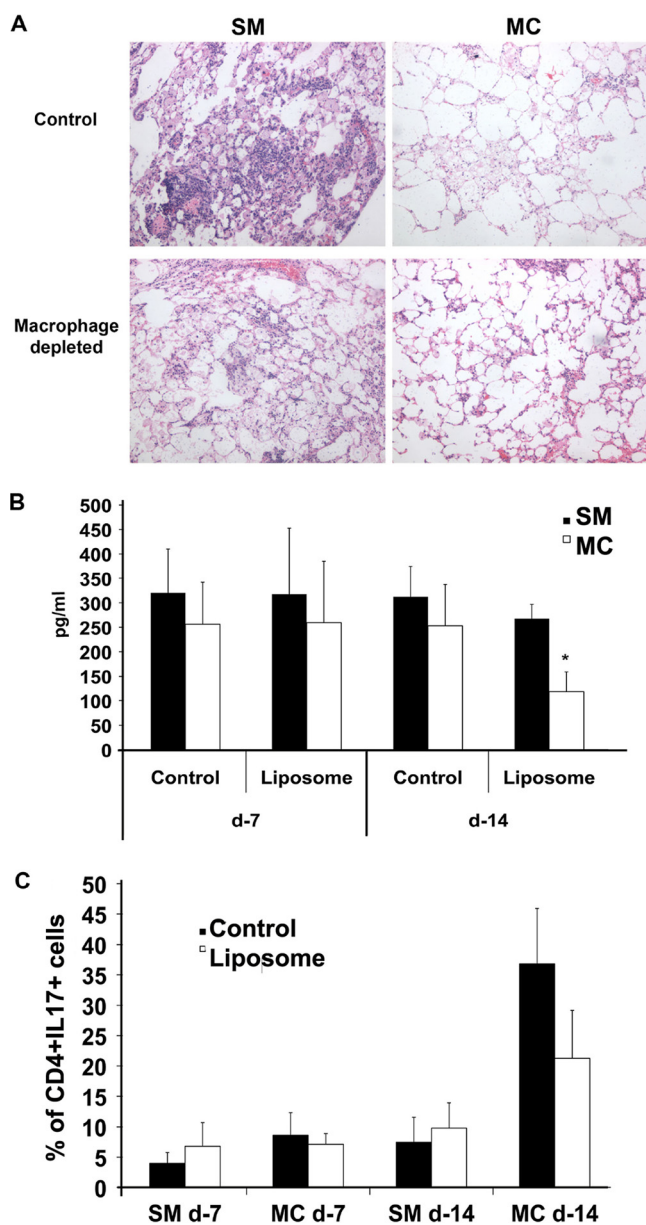 A
SM MC
Control
Macrophage
depleted
B
500
450
400
350
300
250
200
150
100
50
0
pg/ml
SM
MC
*
Control Liposome Control Liposome
d-7 d-14
C
50
45
40
35
30
25
20
15
10
5
0
% of CD4+IL17+ cells
Control
Liposome
SM d-7 MC d-7 SM d-14 MC d-14